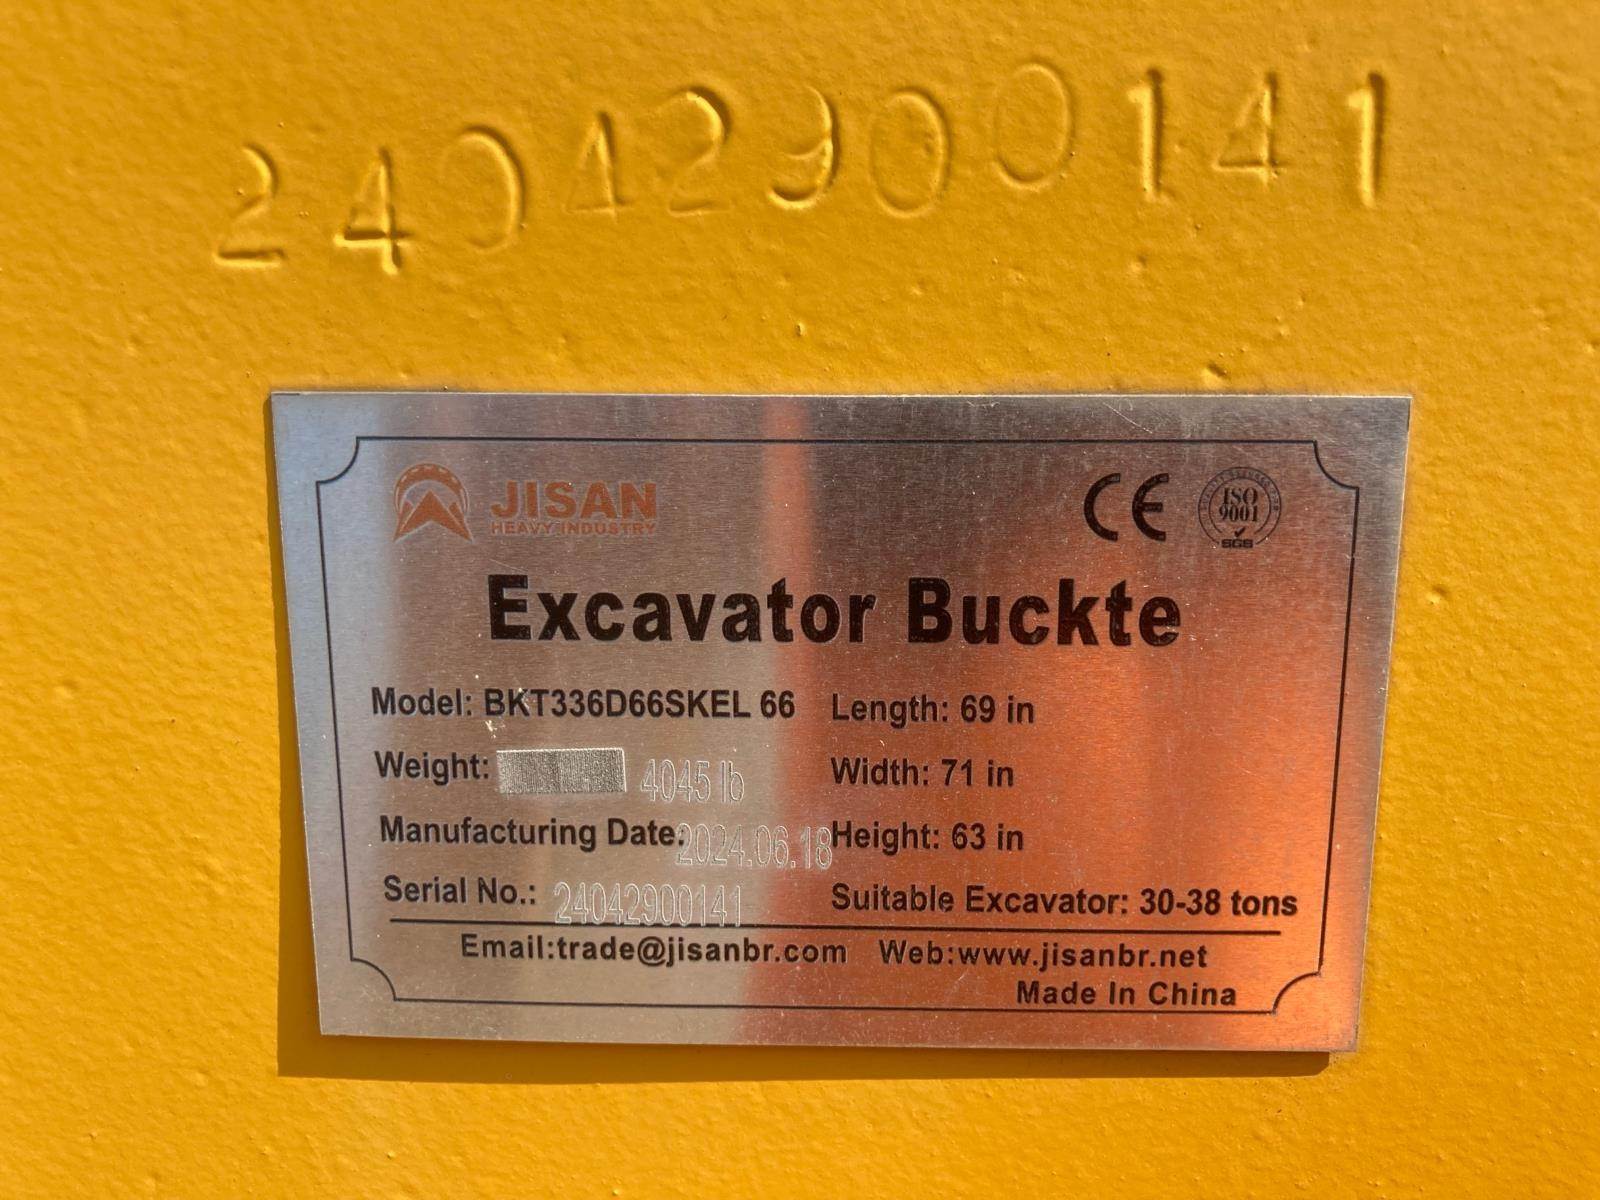 24042900141
JISAN
HEAVY INDUSTRY
CE
ISO
9001
SGS
Excavator Buckte
Model: BKT336D66SKEL 66
Length: 69 in
Weight: 4045 lb
Width: 71 in
Manufacturing Date: 2024.06.18
Height: 63 in
Serial No.: 24042900141
Suitable Excavator: 30-38 tons
Email:trade@jisanbr.com Web:www.jisanbr.net
Made In China